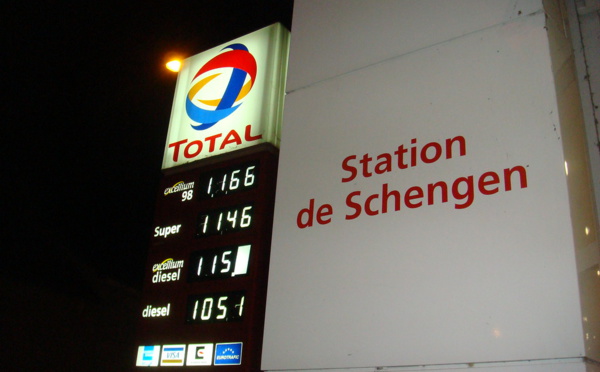 TOTAL
excellium 98 1,166
Super 1,146
excellium diesel 1,15
diesel 1,051
VISA
EUROTRAFIC
Station
de Schengen